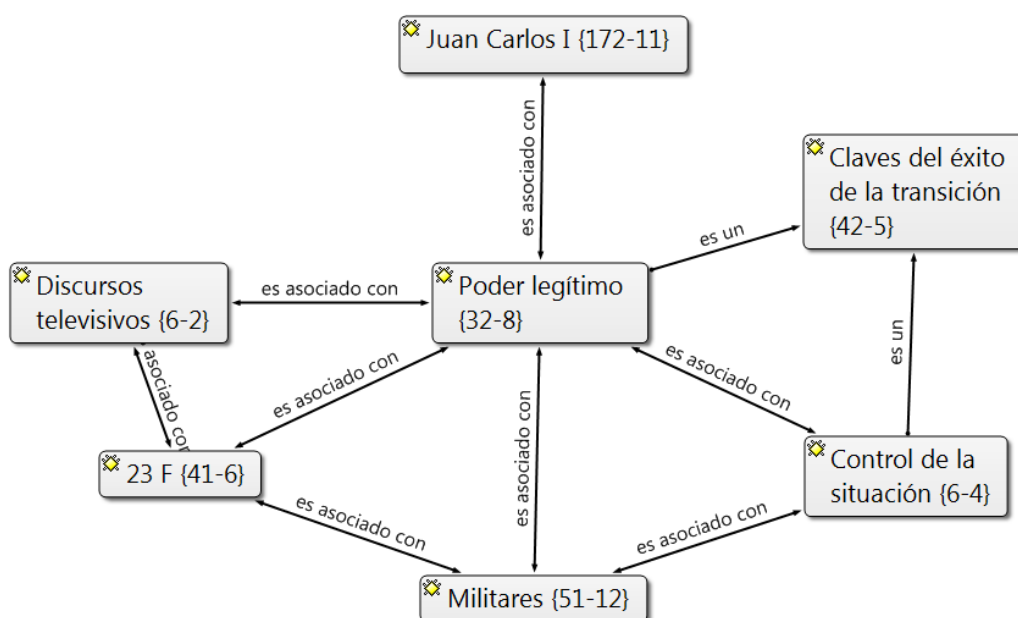 Juan Carlos I {172-11}
es asociado con
Claves del éxito
de la transición
{42-5}
es un
Discursos
televisivos {6-2}
es asociado con
Poder legítimo
{32-8}
es un
asociado con
es asociado con
es asociado con
es asociado con
23 F {41-6}
Control de la
situación {6-4}
es asociado con
es asociado con
Militares {51-12}